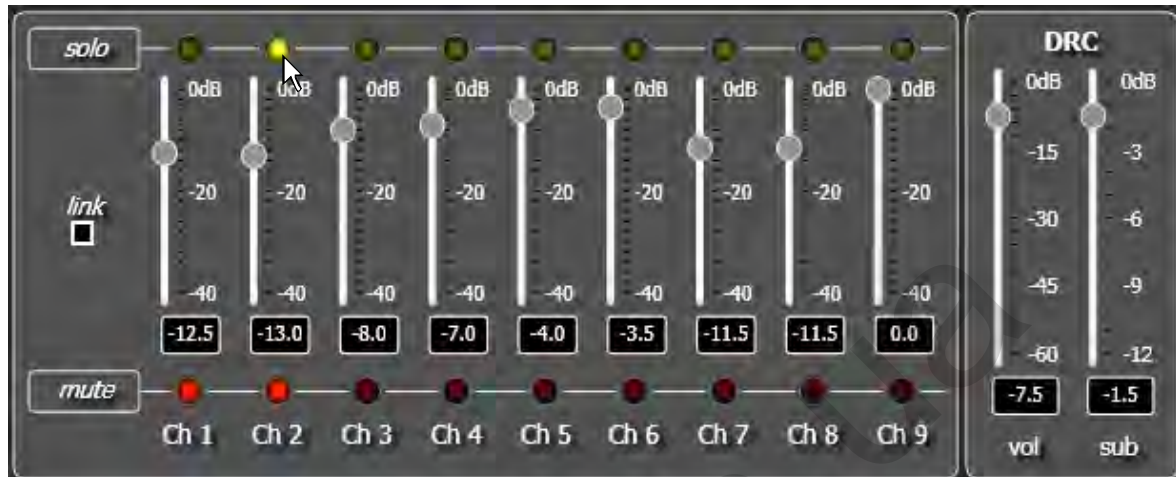 solo
0dB 0dB 0dB 0dB 0dB 0dB 0dB 0dB 0dB
-20 -20 -20 -20 -20 -20 -20 -20 -20
link
-40 -40 -40 -40 -40 -40 -40 -40 -40
-12.5 -13.0 -8.0 -7.0 -4.0 -3.5 -11.5 -11.5 0.0
mute
Ch 1 Ch 2 Ch 3 Ch 4 Ch 5 Ch 6 Ch 7 Ch 8 Ch 9
DRC
0dB 0dB
-15 -3
-30 -6
-45 -9
-60 -12
-7.5 -1.5
vol sub